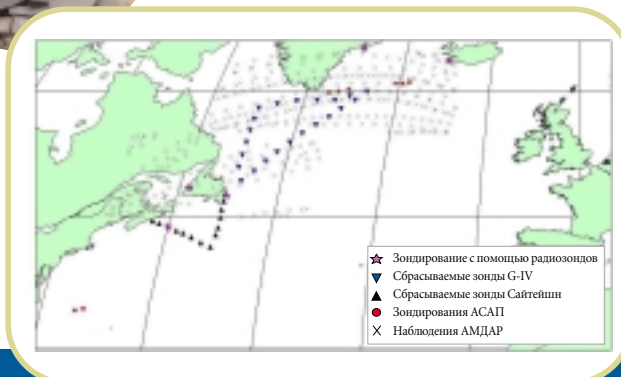 Зондирование с помощью радиозондов
Сбрасываемые зонды G-IV
Сбрасываемые зонды Сайтейшн
Зондирования АСАП
Наблюдения АМДАР